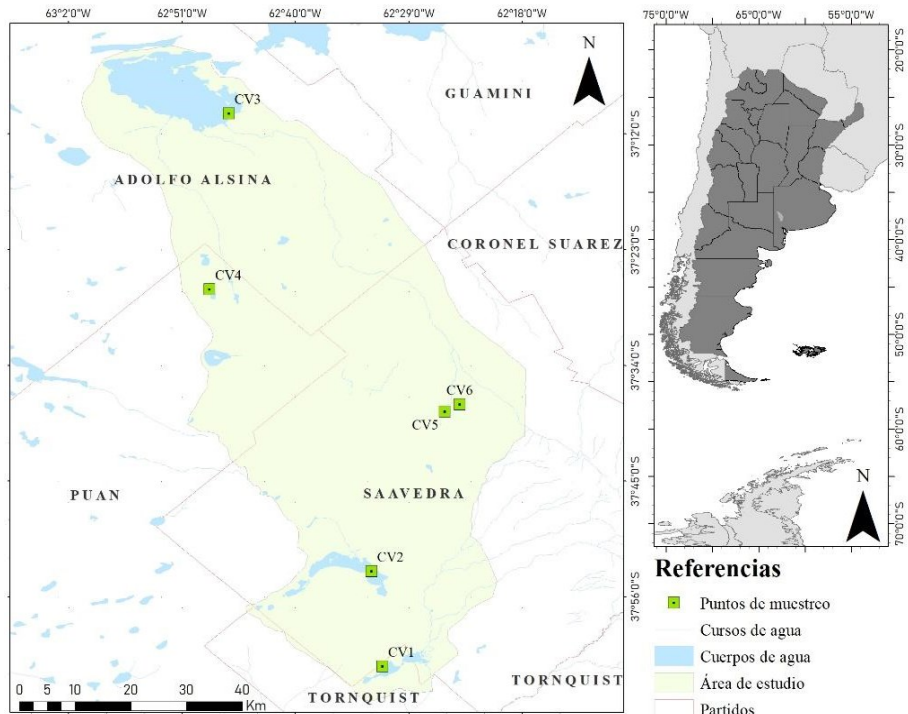 63°2'0"W
62°51'0"W
62°40'0"W
62°29'0"W
62°18'0"W
N
CV3
GUAMINI
ADOLFO ALSINA
CORONEL SUAREZ
CV4
CV6
CV5
PUAN
SAAVEDRA
CV2
CV1
TORNQUIST
TORNQUIST
0 5 10 20 30 40
Km
37°12'0"S
37°23'0"S
37°34'0"S
37°45'0"S
37°56'0"S
75°0'0"W
65°0'0"W
55°0'0"W
20°0'0"S
30°0'0"S
40°0'0"S
50°0'0"S
60°0'0"S
70°0'0"S
N
Referencias
Puntos de muestreo
Cursos de agua
Cuerpos de agua
Área de estudio
Partidos